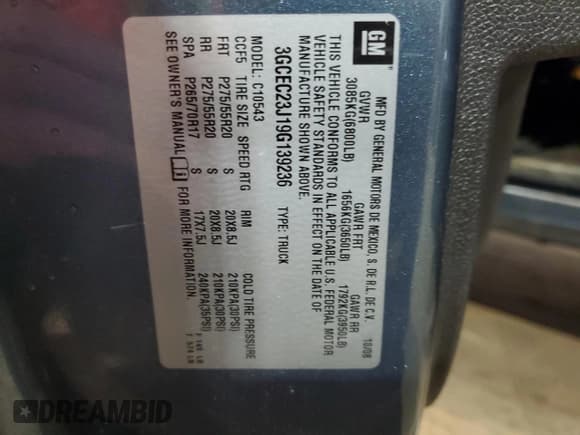 GM
MFD BY GENERAL MOTORS DE MEXICO, S. DE R.L. DE C.V. 10/08
GVWR GAWR FRT GAWR RR
3085KG(6800LB) 1656KG(3650LB) 1792KG(3950LB)
THIS VEHICLE CONFORMS TO ALL APPLICABLE U.S. FEDERAL MOTOR
VEHICLE SAFETY STANDARDS IN EFFECT ON THE DATE OF
MANUFACTURE SHOWN ABOVE.
3GCEC23J19G139236 TYPE: TRUCK
MODEL: C10543
CCF5 TIRE SIZE SPEED RTG RIM COLD TIRE PRESSURE
FRT P275/55R20 S 20X8.5J 210KPA(30PSI)
RR P275/55R20 S 20X8.5J 210KPA(30PSI)
SPA P265/70R17 S 17X7.5J 240KPA(35PSI)
SEE OWNER'S MANUAL FOR MORE INFORMATION.
DREAMBID